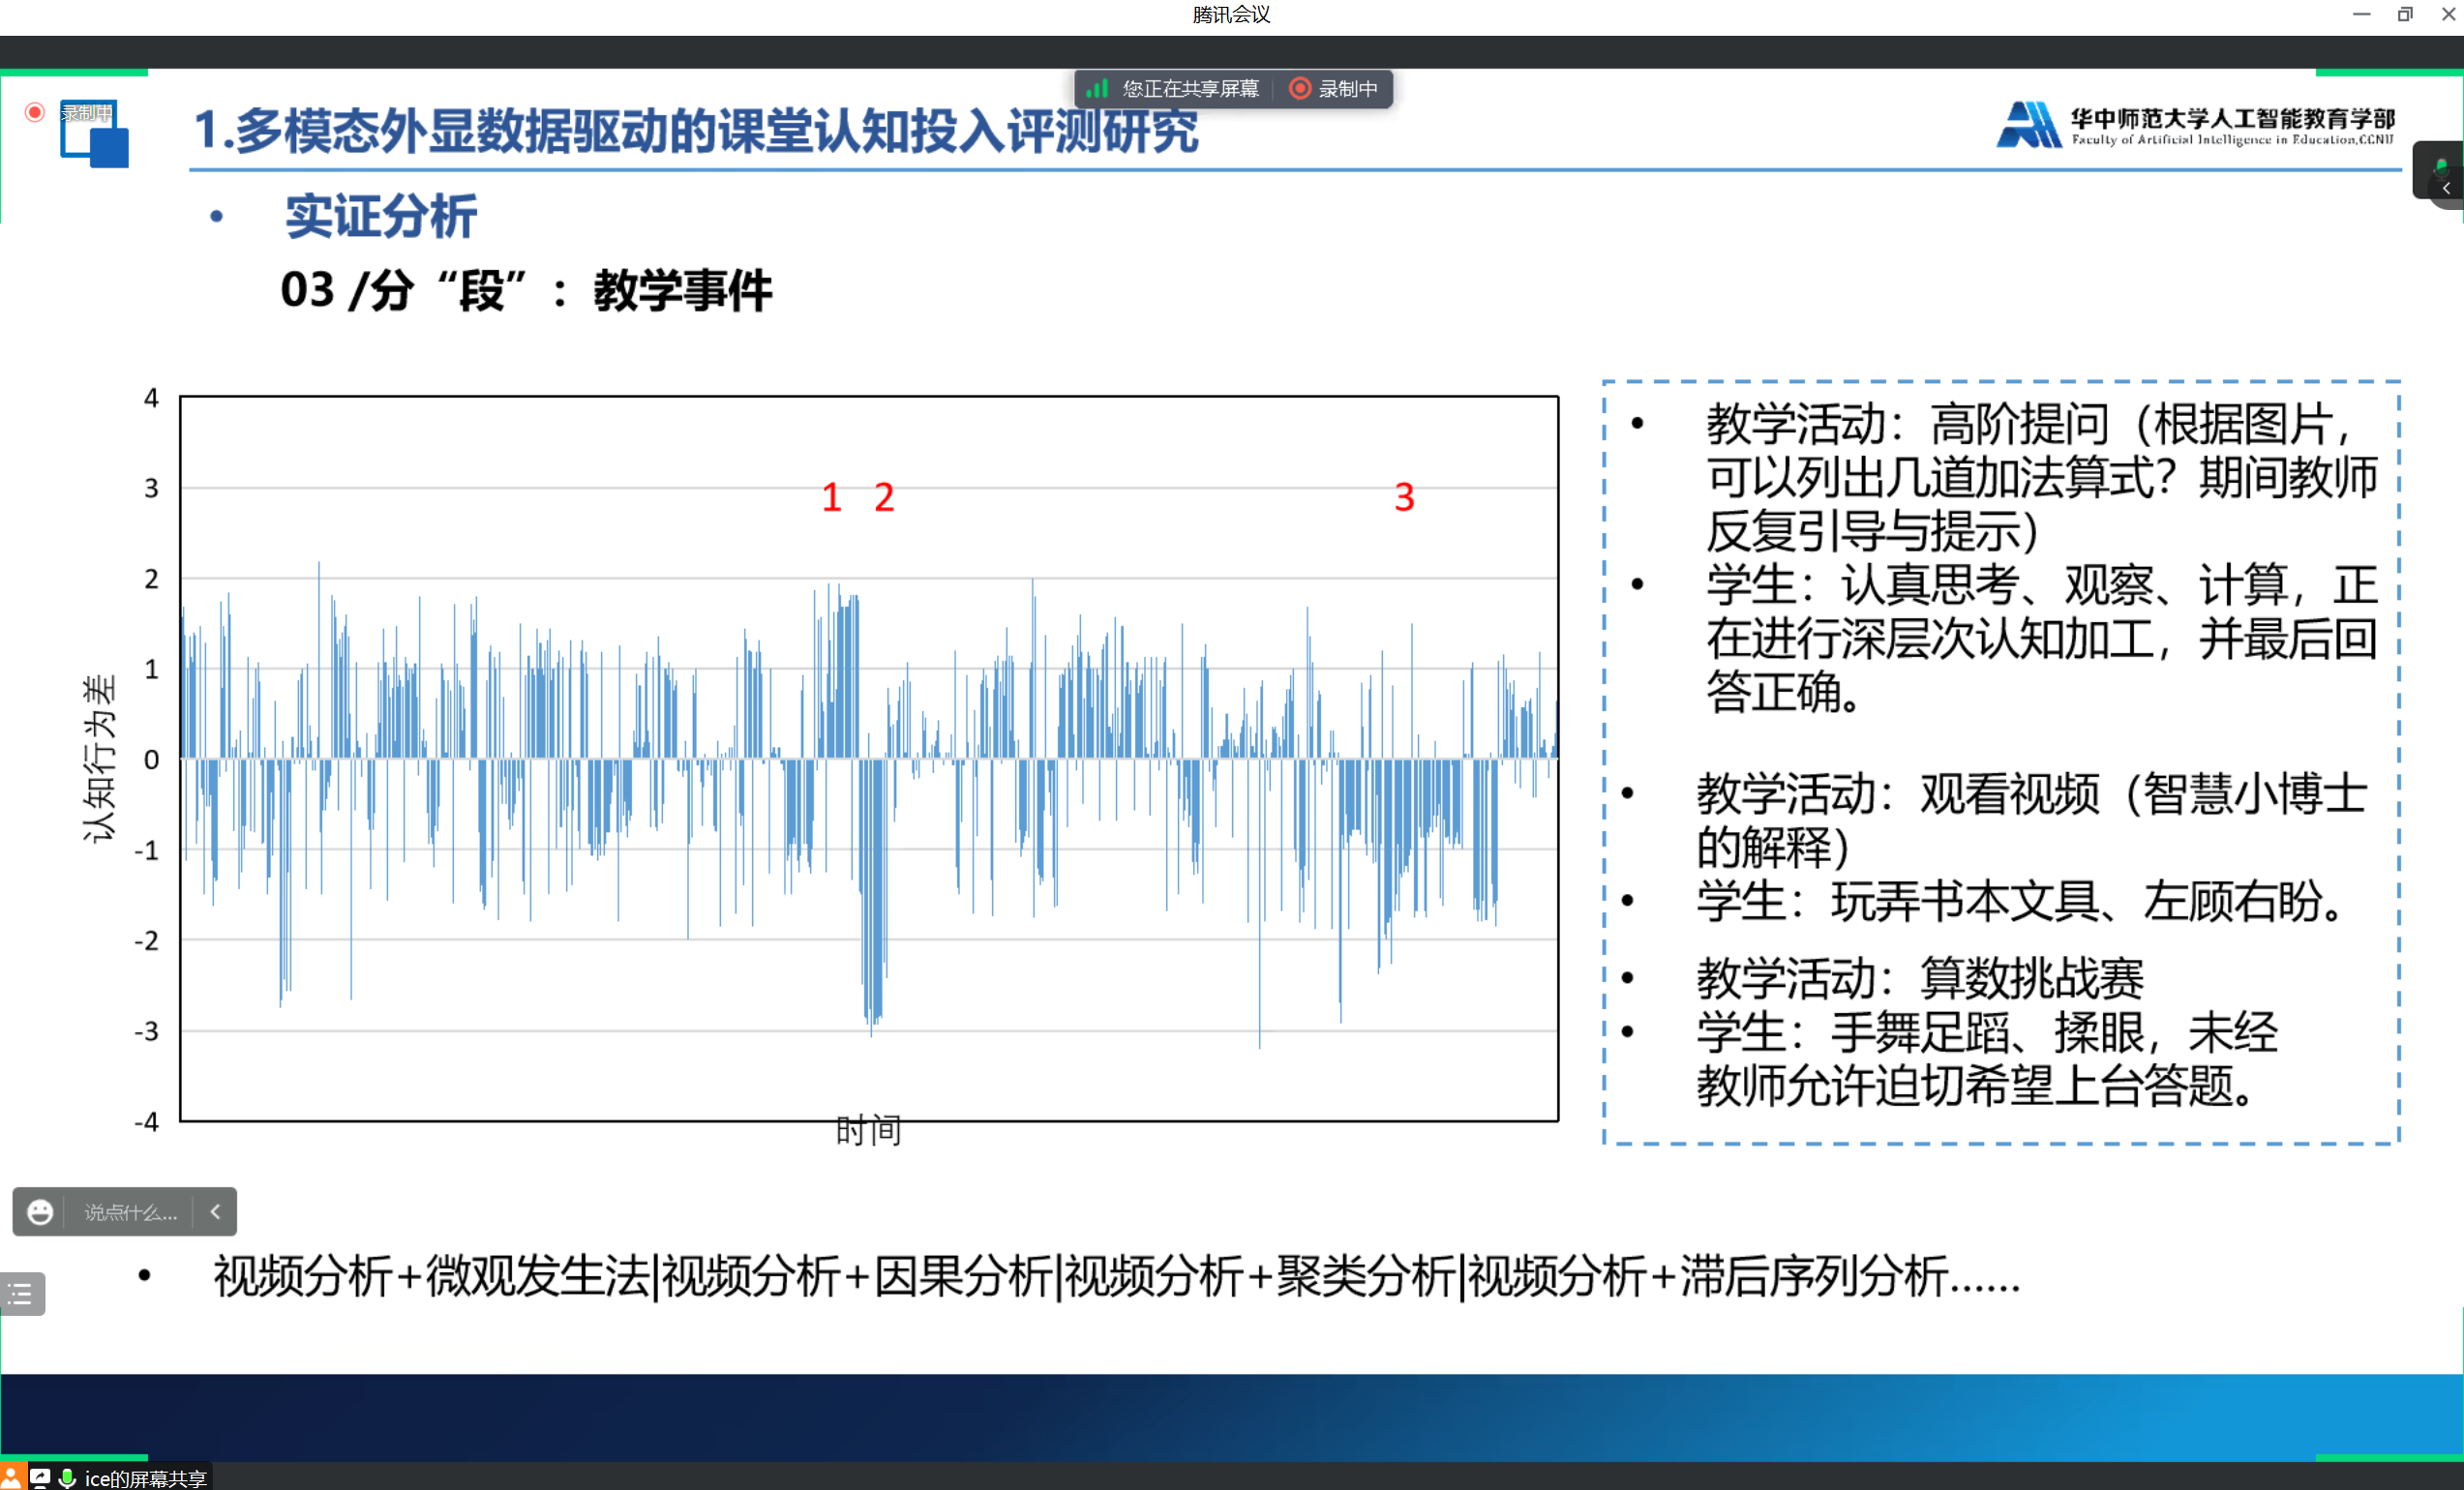 腾讯会议
您正在共享屏幕
录制中
录制中
1.多模态外显数据驱动的课堂认知投入评测研究
华中师范大学人工智能教育学部
Faculty of Artificial Intelligence in Education,CCNU
• 实证分析
03 /分“段”：教学事件
4
3
2
1
0
-1
-2
-3
-4
认知行为差
时间
1
2
3
• 教学活动：高阶提问（根据图片，
可以列出几道加法算式？期间教师
反复引导与提示）
• 学生：认真思考、观察、计算，正
在进行深层次认知加工，并最后回
答正确。
• 教学活动：观看视频（智慧小博士
的解释）
• 学生：玩弄书本文具、左顾右盼。
• 教学活动：算数挑战赛
• 学生：手舞足蹈、揉眼，未经
教师允许迫切希望上台答题。
说点什么...
• 视频分析+微观发生法|视频分析+因果分析|视频分析+聚类分析|视频分析+滞后序列分析……
ice的屏幕共享